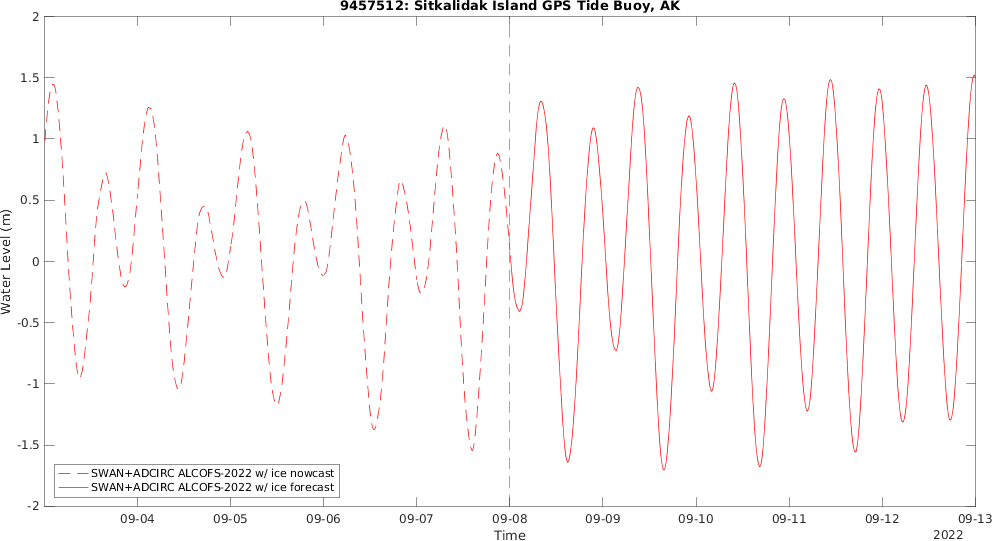 9457512: Sitkalidak Island GPS Tide Buoy, AK
2
1.5
1
0.5
0
-0.5
-1
-1.5
-2
Water Level (m)
SWAN+ADCIRC ALCOFS-2022 w/ ice nowcast
SWAN+ADCIRC ALCOFS-2022 w/ ice forecast
09-04 09-05 09-06 09-07 09-08 09-09 09-10 09-11 09-12 09-13
Time
2022